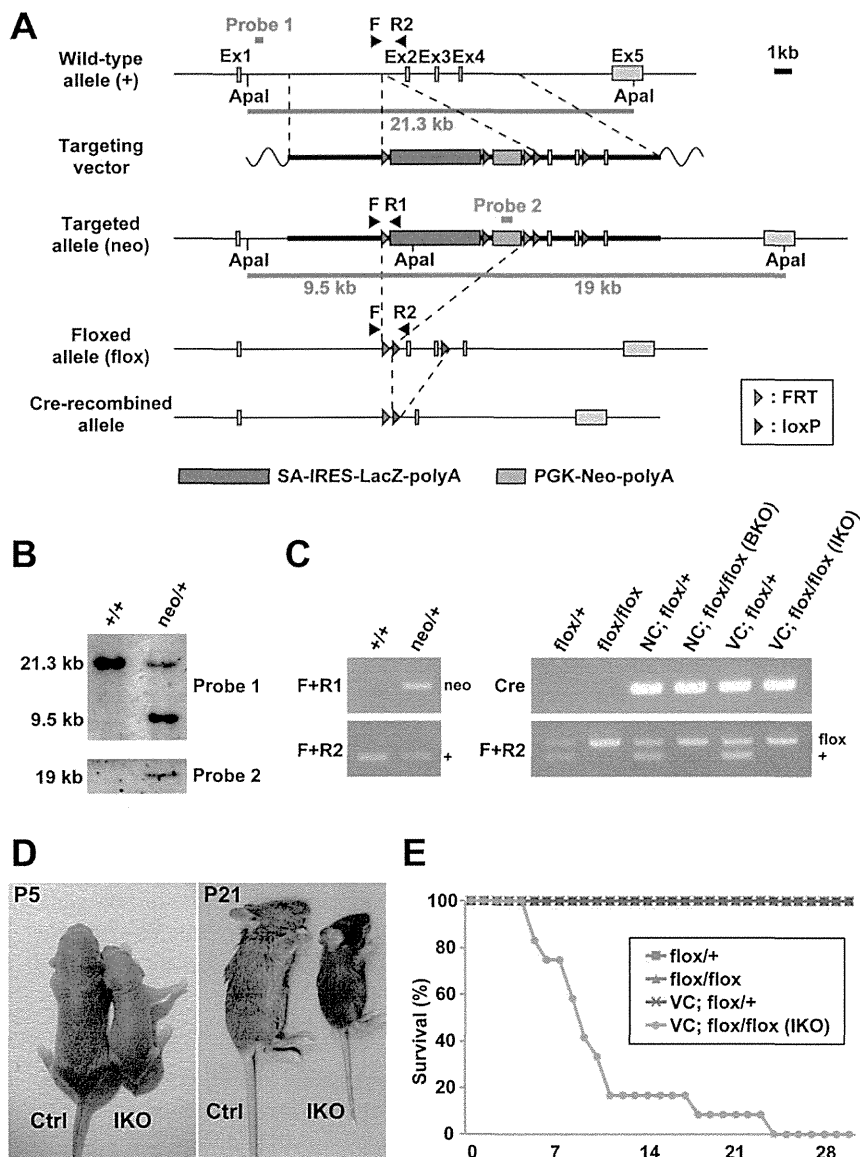 A
Probe 1
F R2
Wild-type allele (+)
Ex1
Ex2 Ex3 Ex4
Ex5
1kb
ApaI
ApaI
21.3 kb
Targeting vector
F R1
Probe 2
Targeted allele (neo)
ApaI
ApaI
ApaI
9.5 kb
19 kb
F R2
Floxed allele (flox)
Cre-recombined allele
: FRT
: loxP
SA-IRES-LacZ-polyA
PGK-Neo-polyA
B
+/+
neo/+
21.3 kb
Probe 1
9.5 kb
19 kb
Probe 2
C
+/+
neo/+
F+R1
neo
F+R2
+
flox/+
flox/flox
NC; flox/+
NC; flox/flox (BKO)
VC; flox/+
VC; flox/flox (IKO)
Cre
F+R2
flox
+
D
P5
Ctrl
IKO
P21
Ctrl
IKO
E
Survival (%)
100
80
60
40
20
0
flox/+
flox/flox
VC; flox/+
VC; flox/flox (IKO)
0
7
14
21
28